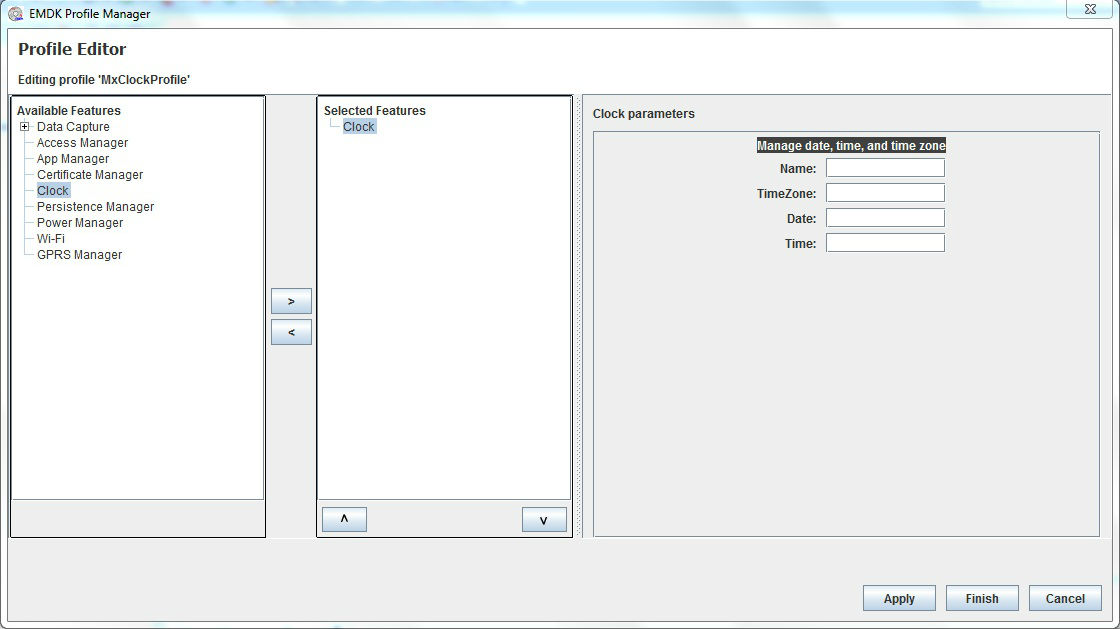 EMDK Profile Manager
Profile Editor
Editing profile 'MxClockProfile'
Available Features
Data Capture
Access Manager
App Manager
Certificate Manager
Clock
Persistence Manager
Power Manager
Wi-Fi
GPRS Manager
>
<
Selected Features
Clock
^
v
Clock parameters
Manage date, time, and time zone
Name:
TimeZone:
Date:
Time:
Apply Finish Cancel